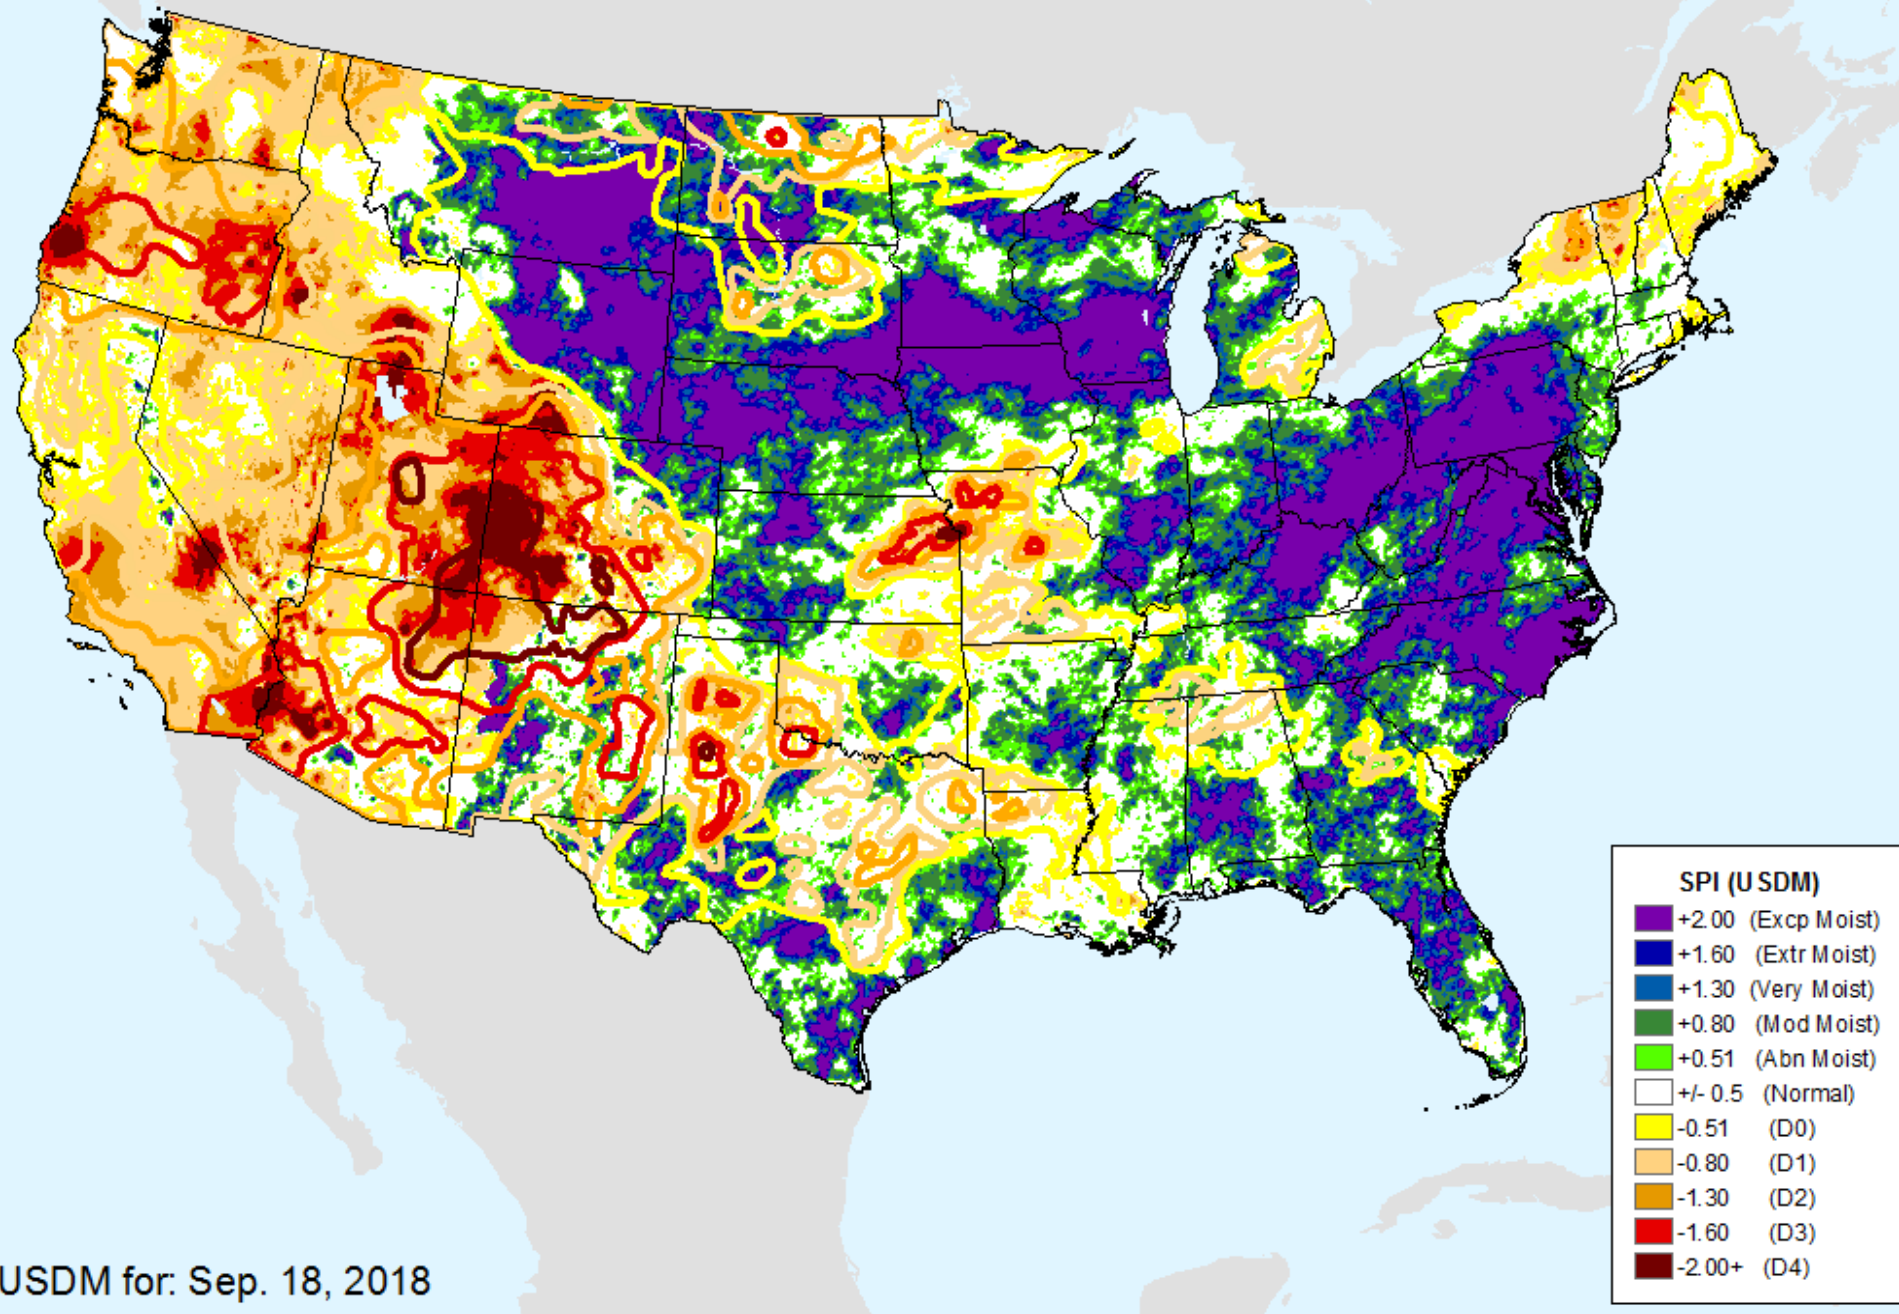 SPI (USDM)
+2.00 (Excp Moist)
+1.60 (Extr Moist)
+1.30 (Very Moist)
+0.80 (Mod Moist)
+0.51 (Abn Moist)
+/- 0.5 (Normal)
-0.51 (D0)
-0.80 (D1)
-1.30 (D2)
-1.60 (D3)
-2.00+ (D4)
USDM for: Sep. 18, 2018